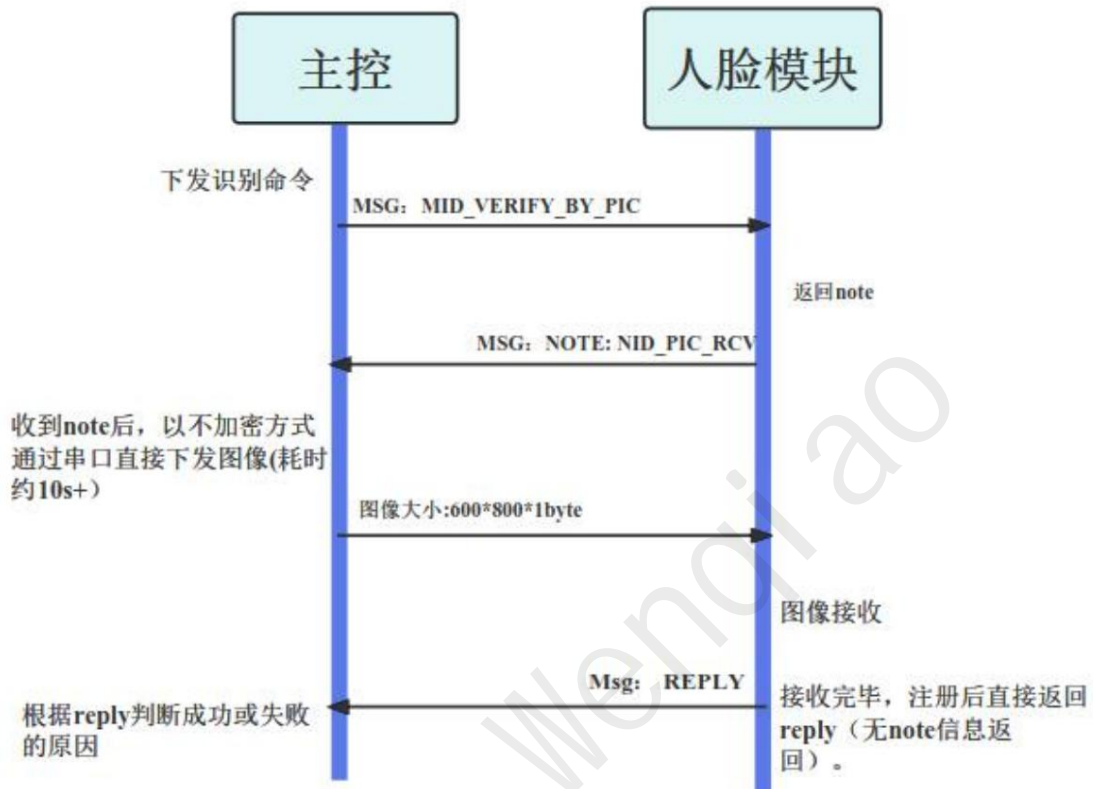 主控
人脸模块
下发识别命令
MSG：MID_VERIFY_BY_PIC
返回note
MSG：NOTE: NID_PIC_RCV
收到note后，以不加密方式
通过串口直接下发图像(耗时
约10s+）
图像大小:600*800*1byte
图像接收
Msg： REPLY
接收完毕，注册后直接返回
reply（无note信息返
回）。
根据reply判断成功或失败
的原因
Wenqi ao